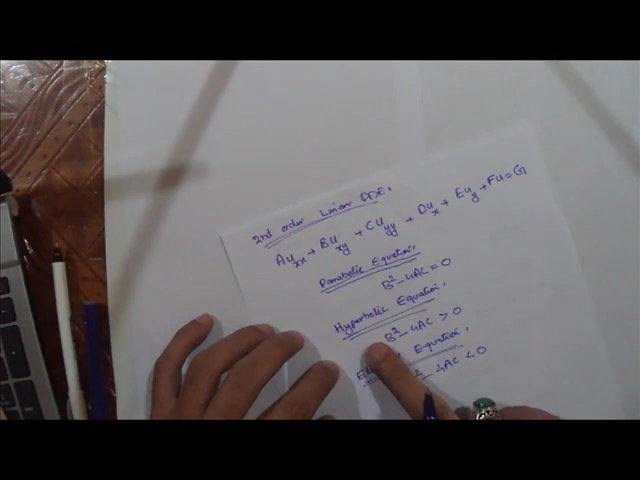 2nd order Linear PDE.
Au_xx + Bu_xy + Cu_yy + Du_x + Eu_y + Fu = G
Parabolic Equation.
B² - 4AC = 0
Hyperbolic Equation.
B² - 4AC > 0
Equation.
- 4AC < 0